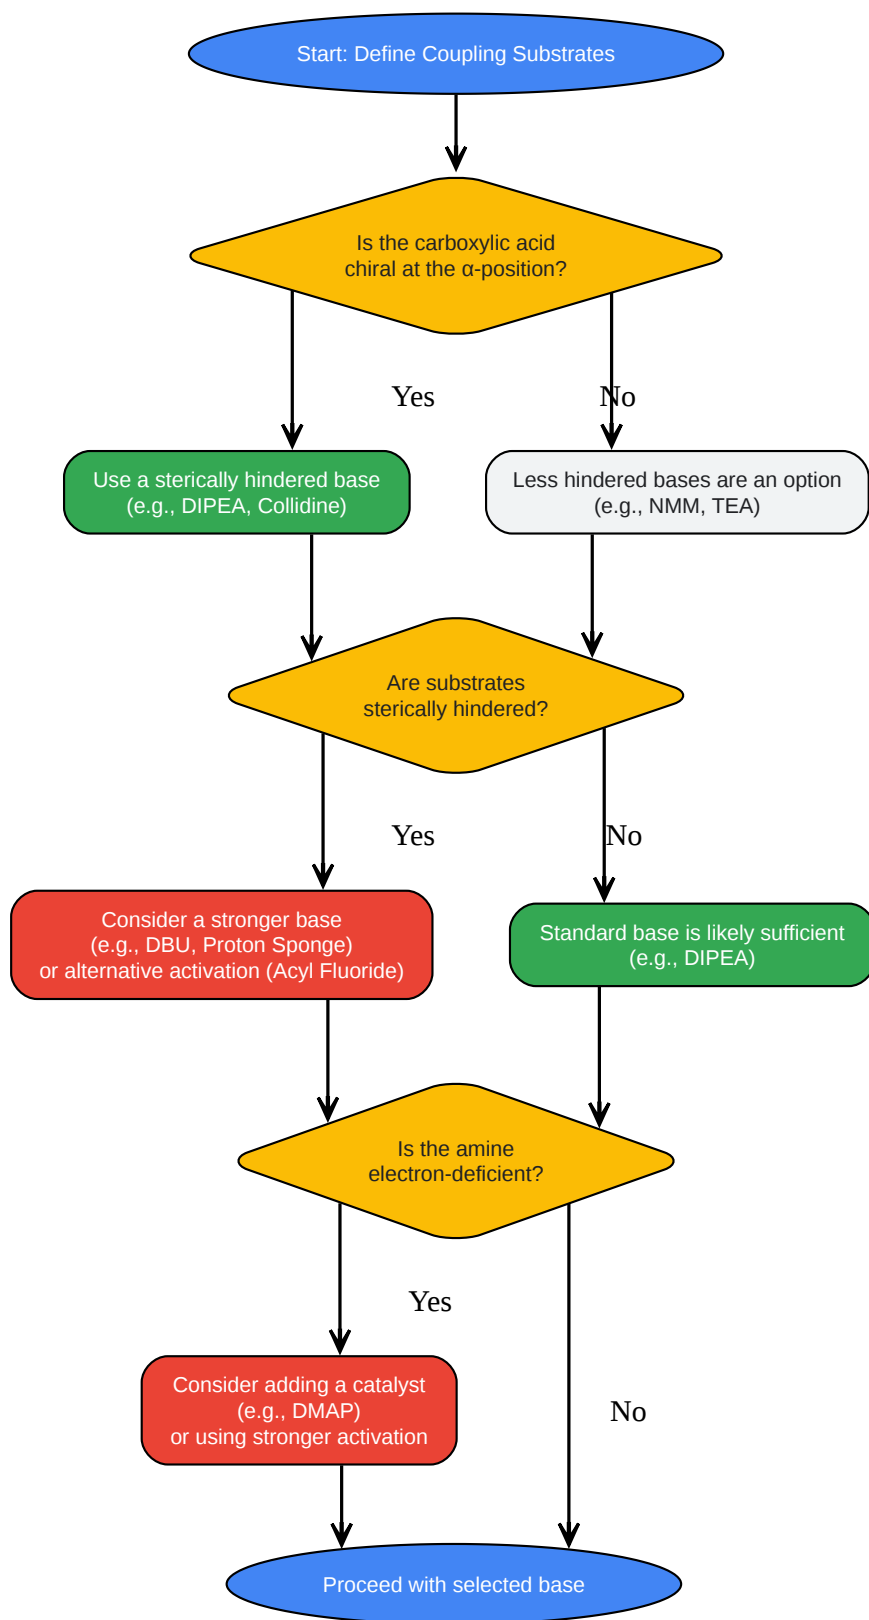 Start: Define Coupling Substrates
Is the carboxylic acid
chiral at the α-position?
Yes
No
Use a sterically hindered base
(e.g., DIPEA, Collidine)
Less hindered bases are an option
(e.g., NMM, TEA)
Are substrates
sterically hindered?
Yes
No
Consider a stronger base
(e.g., DBU, Proton Sponge)
or alternative activation (Acyl Fluoride)
Standard base is likely sufficient
(e.g., DIPEA)
Is the amine
electron-deficient?
Yes
Consider adding a catalyst
(e.g., DMAP)
or using stronger activation
No
Proceed with selected base